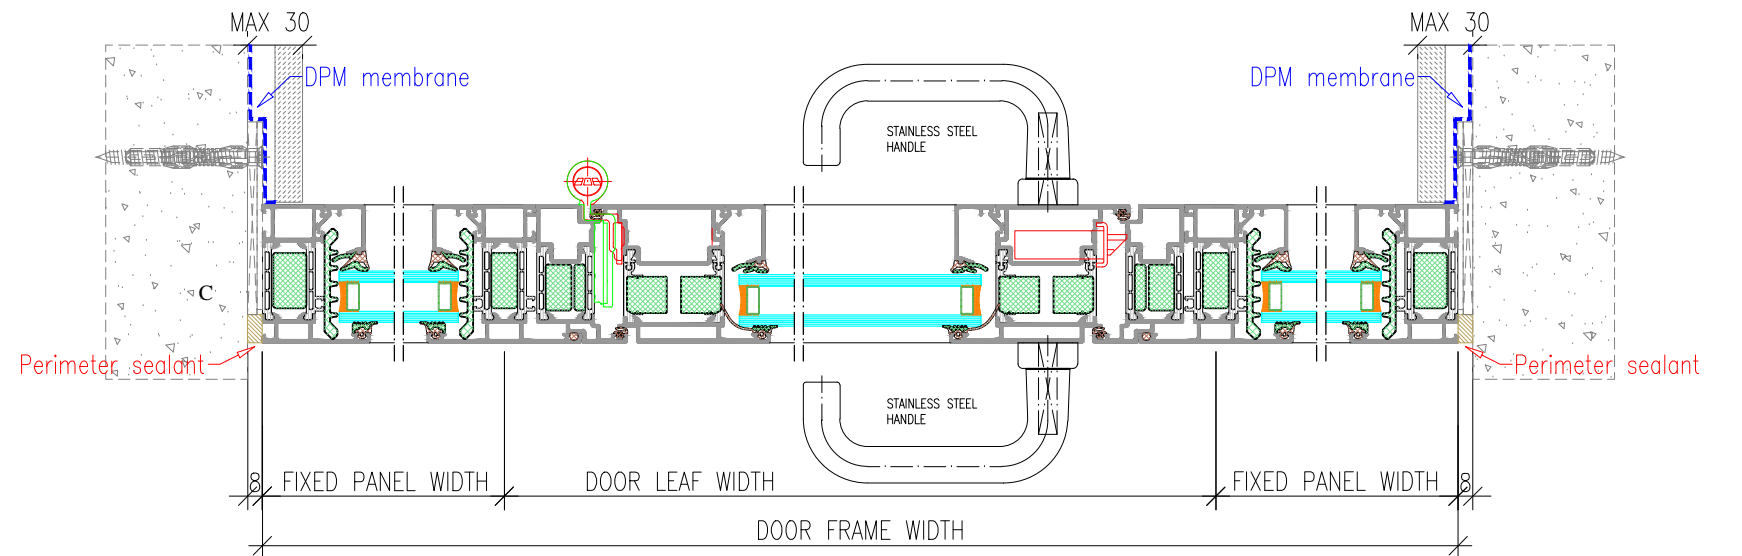 MAX 30
MAX 30
DPM membrane
DPM membrane
STAINLESS STEEL
HANDLE
C
Perimeter sealant
Perimeter sealant
STAINLESS STEEL
HANDLE
8
FIXED PANEL WIDTH
DOOR LEAF WIDTH
FIXED PANEL WIDTH
8
DOOR FRAME WIDTH